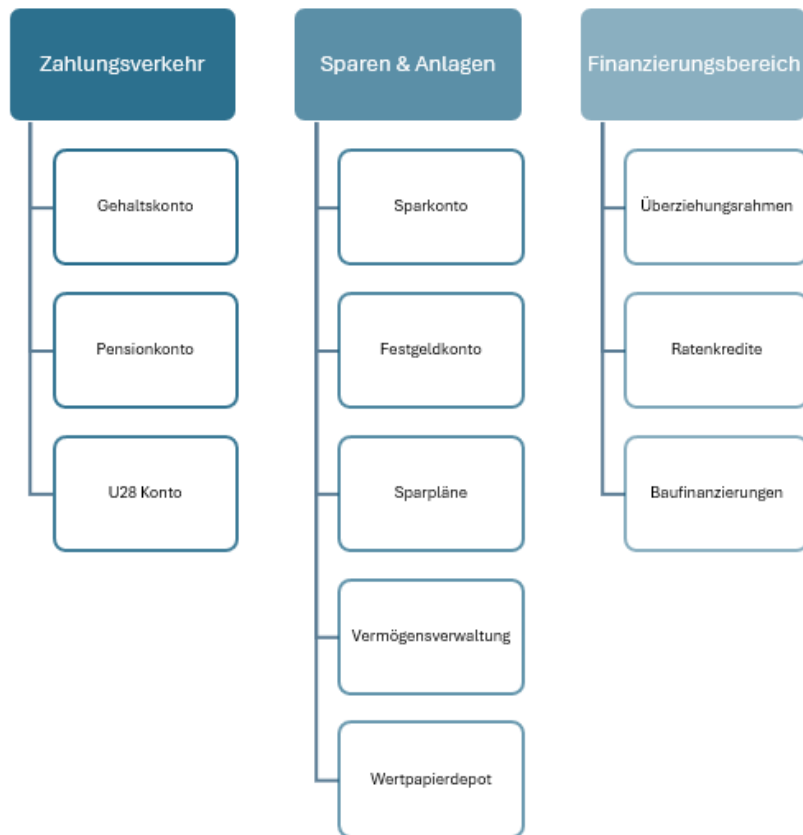 Zahlungsverkehr
Gehaltskonto
Pensionkonto
U28 Konto
Sparen & Anlagen
Sparkonto
Festgeldkonto
Sparpläne
Vermögensverwaltung
Wertpapierdepot
Finanzierungsbereich
Überziehungsrahmen
Ratenkredite
Baufinanzierungen